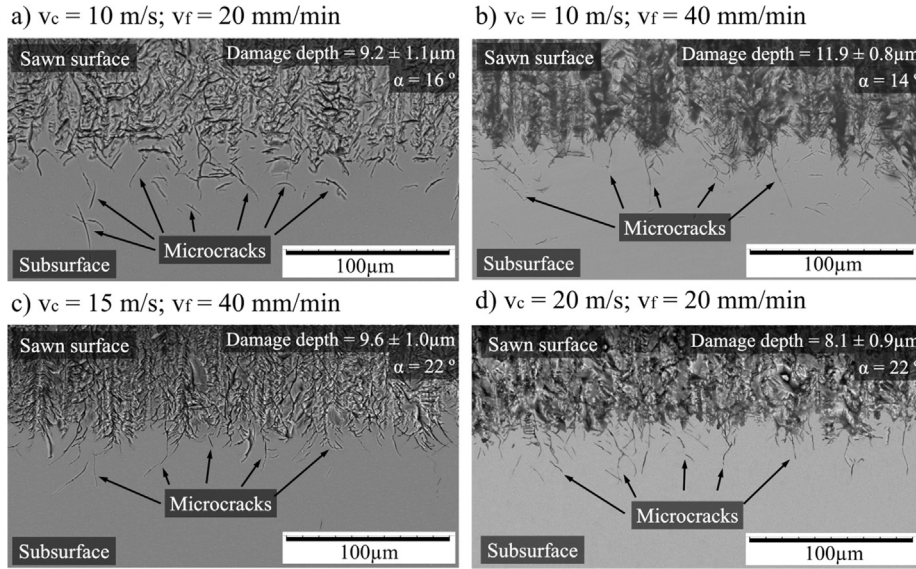 a) vc = 10 m/s; vf = 20 mm/min
Sawn surface
Damage depth = 9.2 ± 1.1µm
α = 16 º
Microcracks
Subsurface
100µm
b) vc = 10 m/s; vf = 40 mm/min
Sawn surface
Damage depth = 11.9 ± 0.8µm
α = 14 º
Microcracks
Subsurface
100µm
c) vc = 15 m/s; vf = 40 mm/min
Sawn surface
Damage depth = 9.6 ± 1.0µm
α = 22 º
Microcracks
Subsurface
100µm
d) vc = 20 m/s; vf = 20 mm/min
Sawn surface
Damage depth = 8.1 ± 0.9µm
α = 22 º
Microcracks
Subsurface
100µm